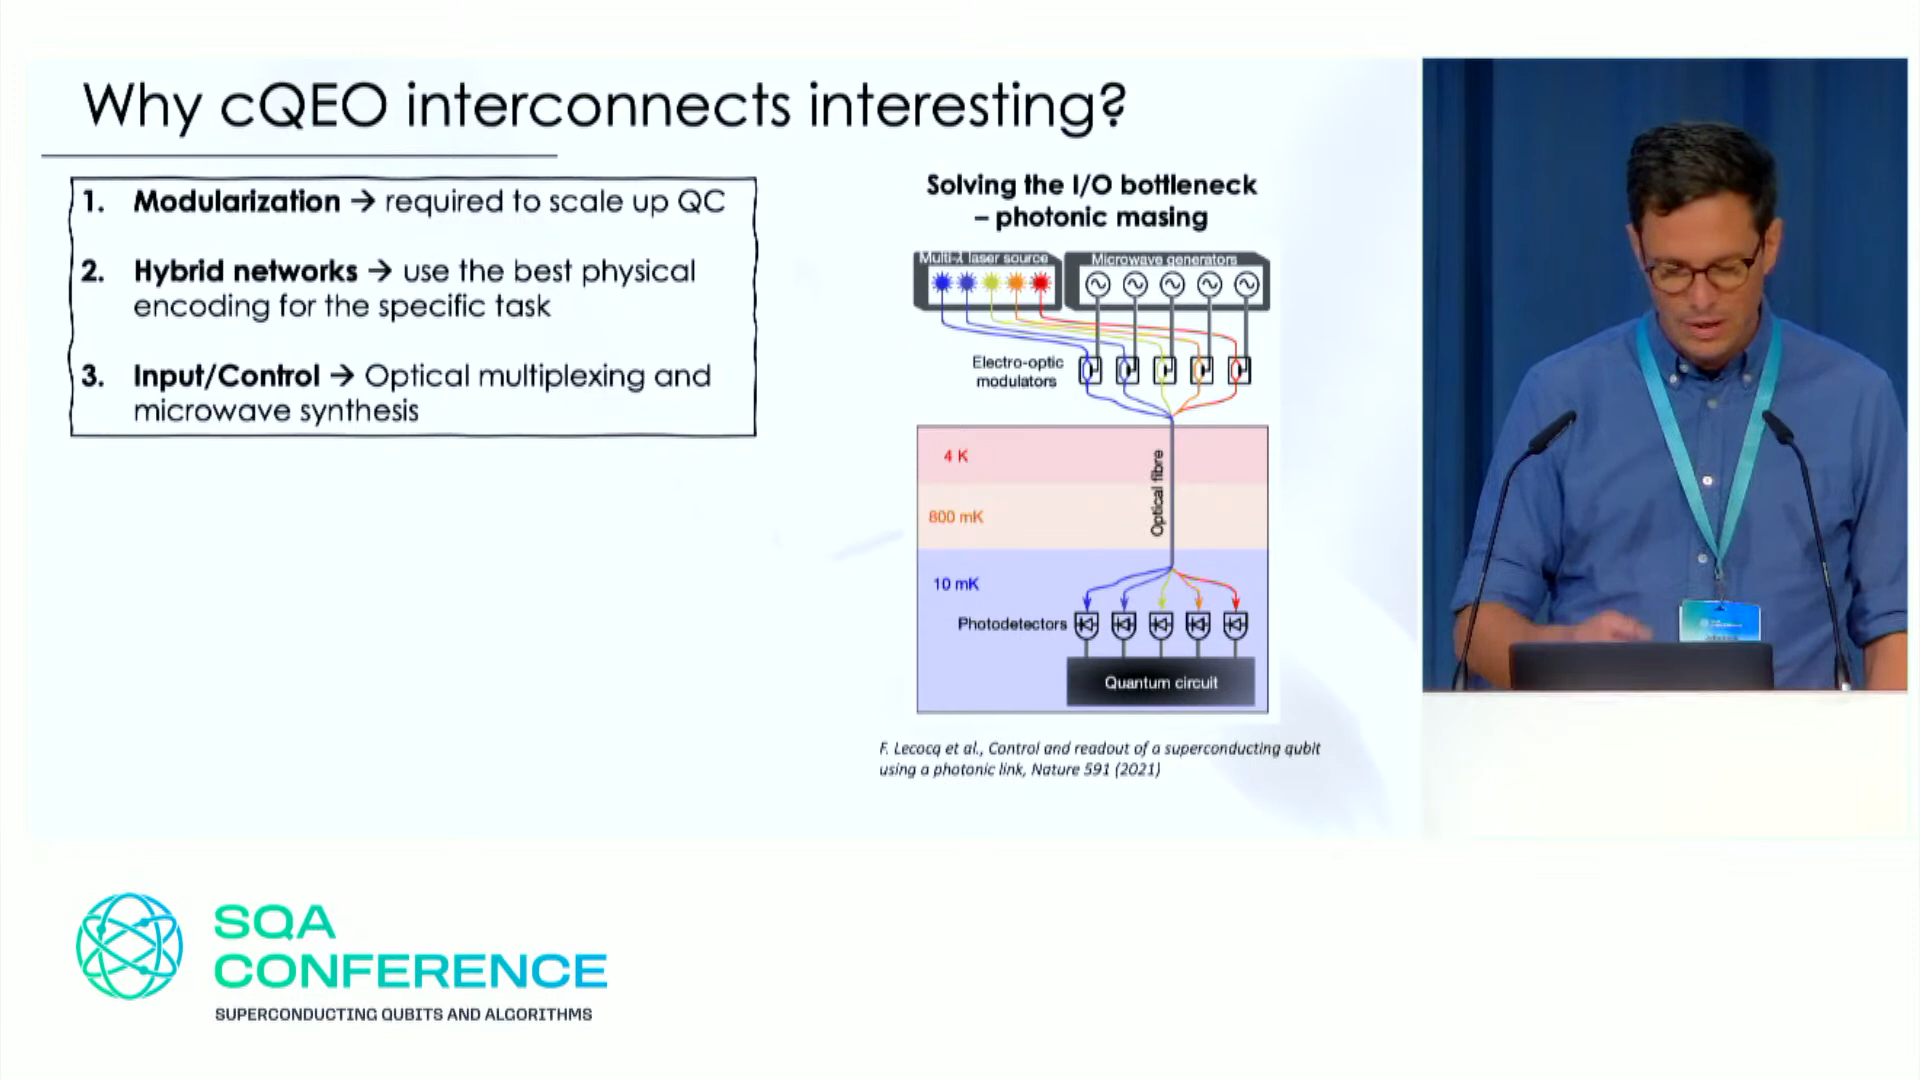 Why cQEO interconnects interesting?
1. Modularization → required to scale up QC
2. Hybrid networks → use the best physical
encoding for the specific task
3. Input/Control → Optical multiplexing and
microwave synthesis
Solving the I/O bottleneck
– photonic masing
Multi-λ laser source
Microwave generators
Electro-optic
modulators
4 K
800 mK
Optical fibre
10 mK
Photodetectors
Quantum circuit
F. Lecocq et al., Control and readout of a superconducting qubit
using a photonic link, Nature 591 (2021)
SQA
CONFERENCE
SUPERCONDUCTING QUBITS AND ALGORITHMS